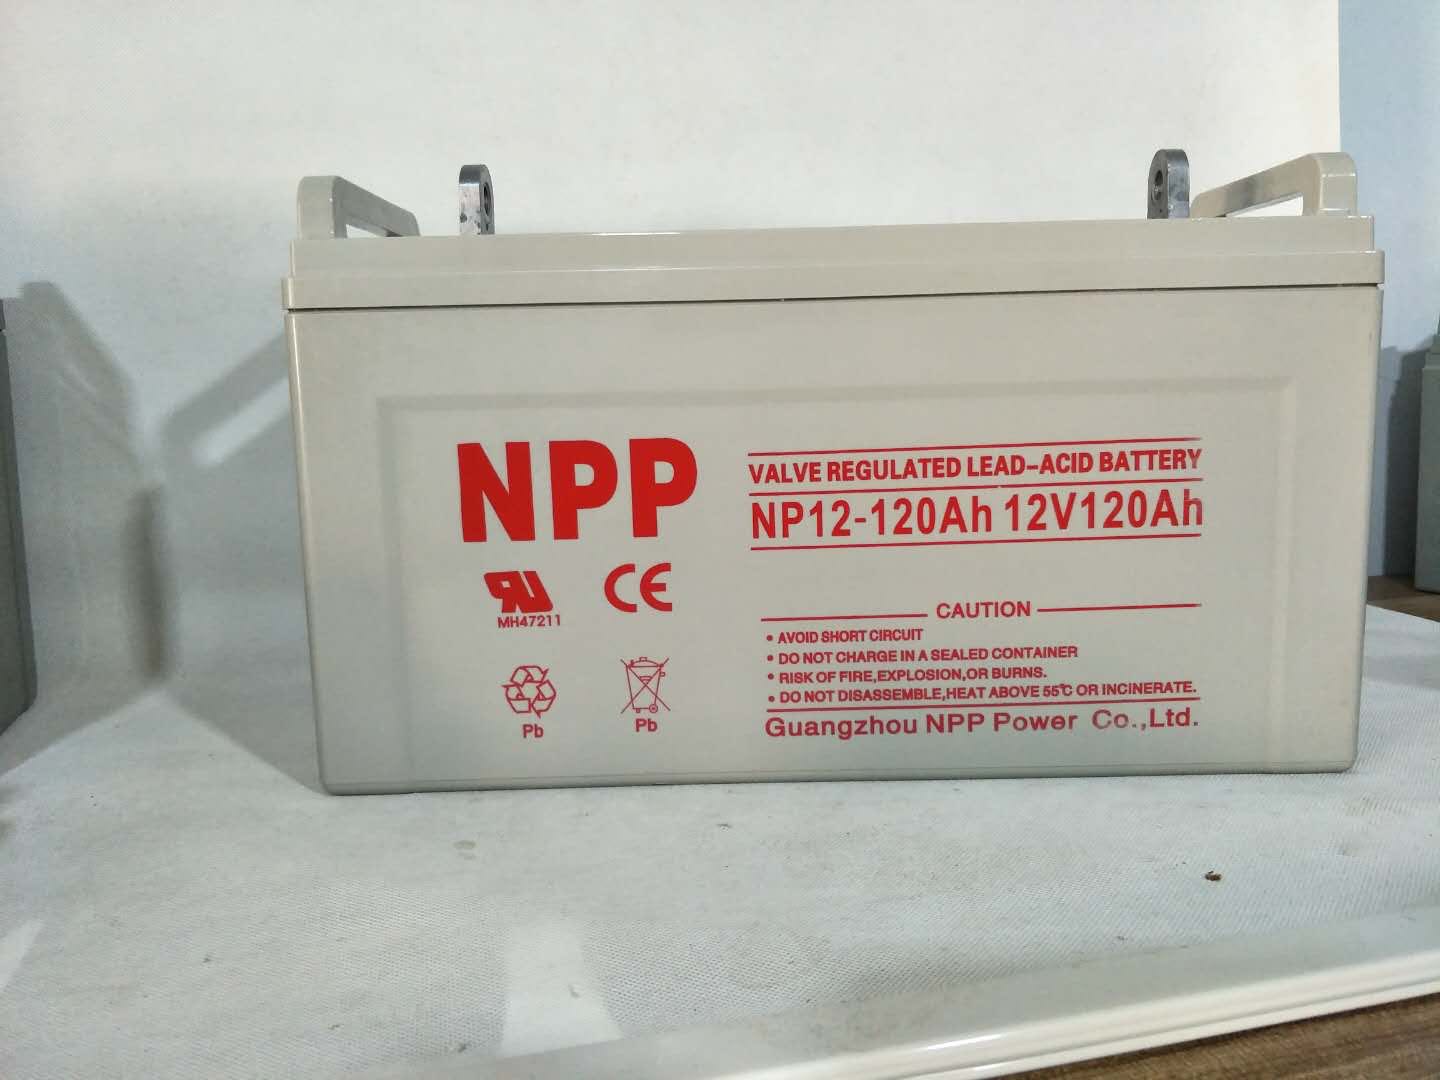 NPP
VALVE REGULATED LEAD-ACID BATTERY
NP12-120Ah 12V120Ah
CE
MH47211
CAUTION
• AVOID SHORT CIRCUIT
• DO NOT CHARGE IN A SEALED CONTAINER
• RISK OF FIRE,EXPLOSION,OR BURNS.
• DO NOT DISASSEMBLE,HEAT ABOVE 55℃ OR INCINERATE.
Pb
Pb
Guangzhou NPP Power Co.,Ltd.